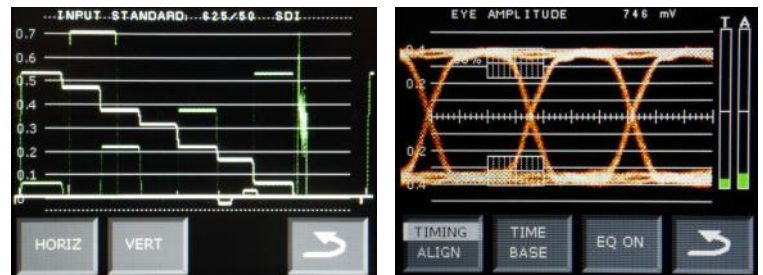 INPUT STANDARD: 625/50 SDI
0.7
0.6
0.5
0.4
0.3
0.2
0.1
0
HORIZ
VERT
EYE AMPLITUDE 746 mV
T A
0.4
0.2
0.2
0.4
TIMING
ALIGN
TIME
BASE
EQ ON